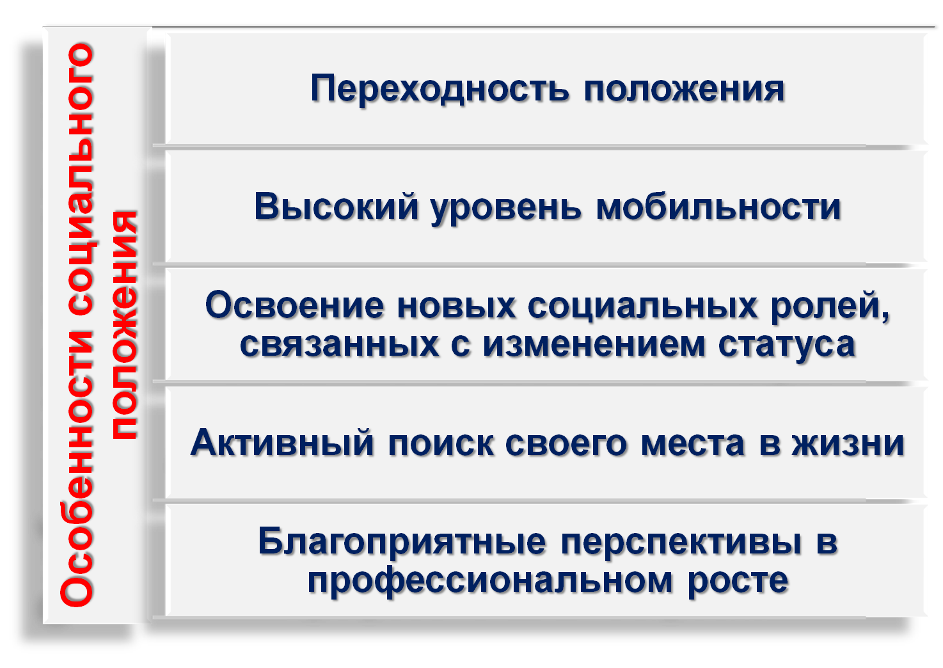 Особенности социального
положения
Переходность положения
Высокий уровень мобильности
Освоение новых социальных ролей,
связанных с изменением статуса
Активный поиск своего места в жизни
Благоприятные перспективы в
профессиональном росте